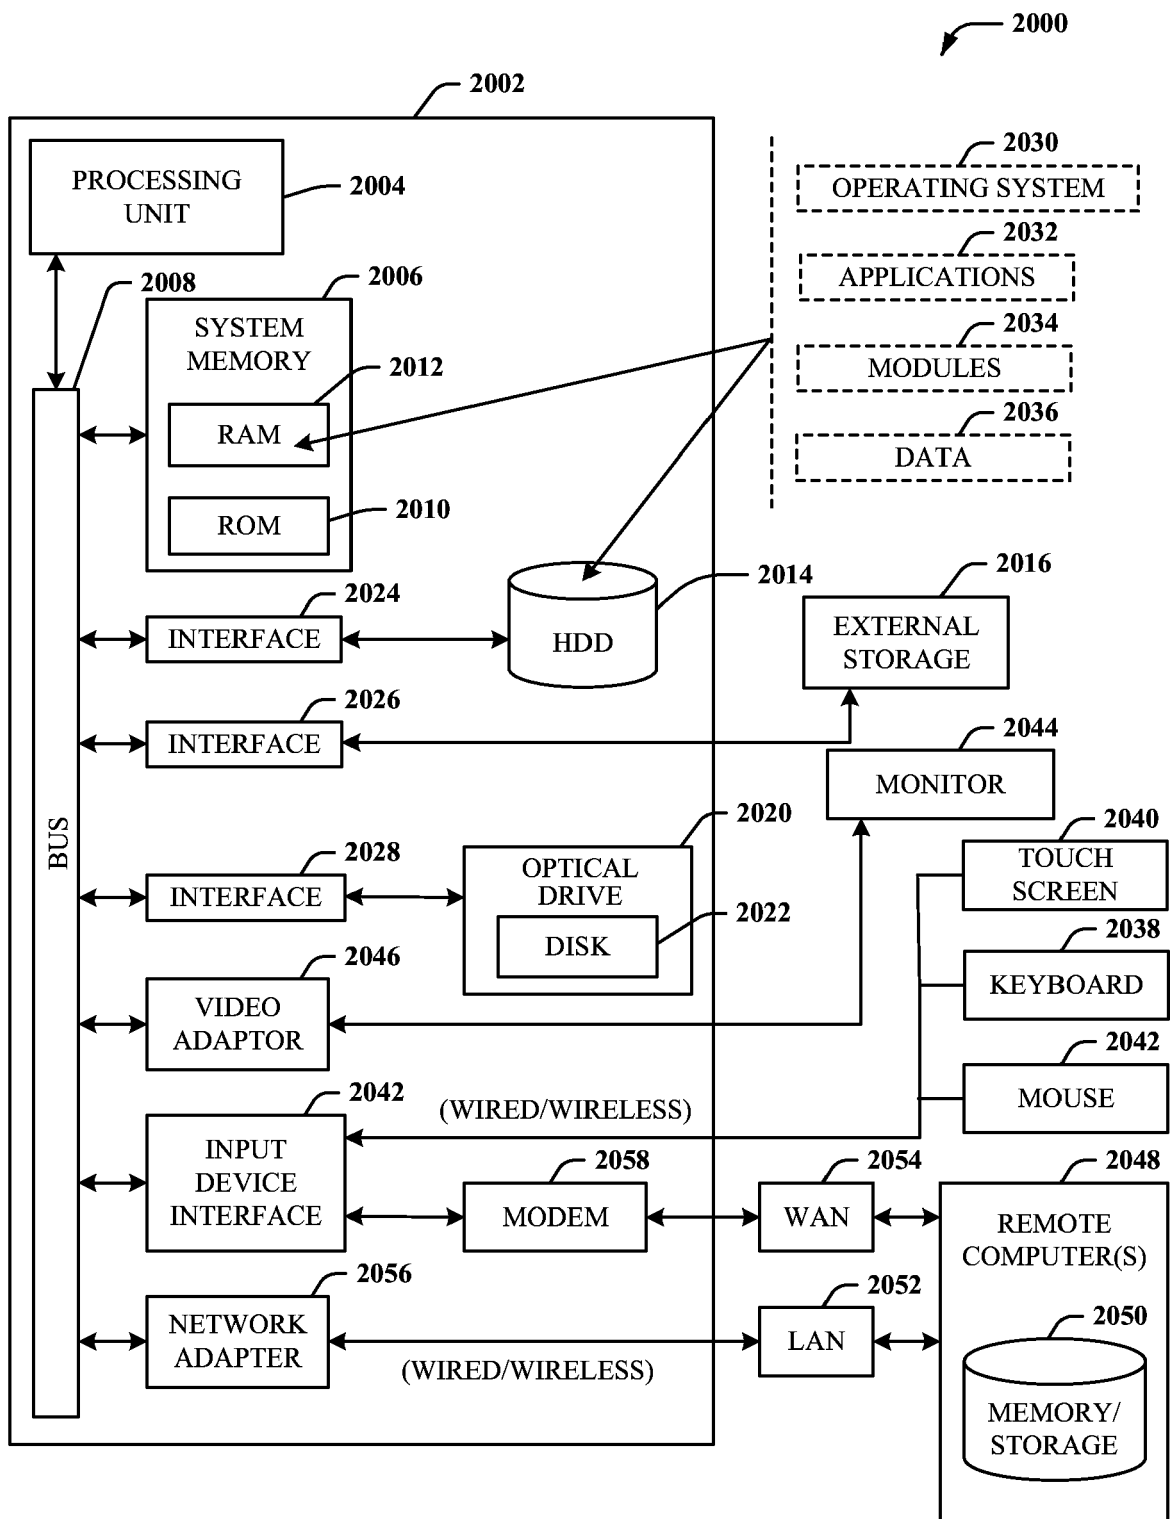 2000
2002
PROCESSING
UNIT
2004
2030
OPERATING SYSTEM
2032
APPLICATIONS
2034
MODULES
2036
DATA
2008
2006
SYSTEM
MEMORY
2012
RAM
2010
ROM
BUS
2024
INTERFACE
2014
HDD
2016
EXTERNAL
STORAGE
2026
INTERFACE
2044
MONITOR
2028
INTERFACE
2020
OPTICAL
DRIVE
2022
DISK
2040
TOUCH
SCREEN
2038
KEYBOARD
2042
MOUSE
2046
VIDEO
ADAPTOR
2042
INPUT
DEVICE
INTERFACE
(WIRED/WIRELESS)
2058
MODEM
2054
WAN
2048
REMOTE
COMPUTER(S)
2056
NETWORK
ADAPTER
(WIRED/WIRELESS)
2052
LAN
2050
MEMORY/
STORAGE